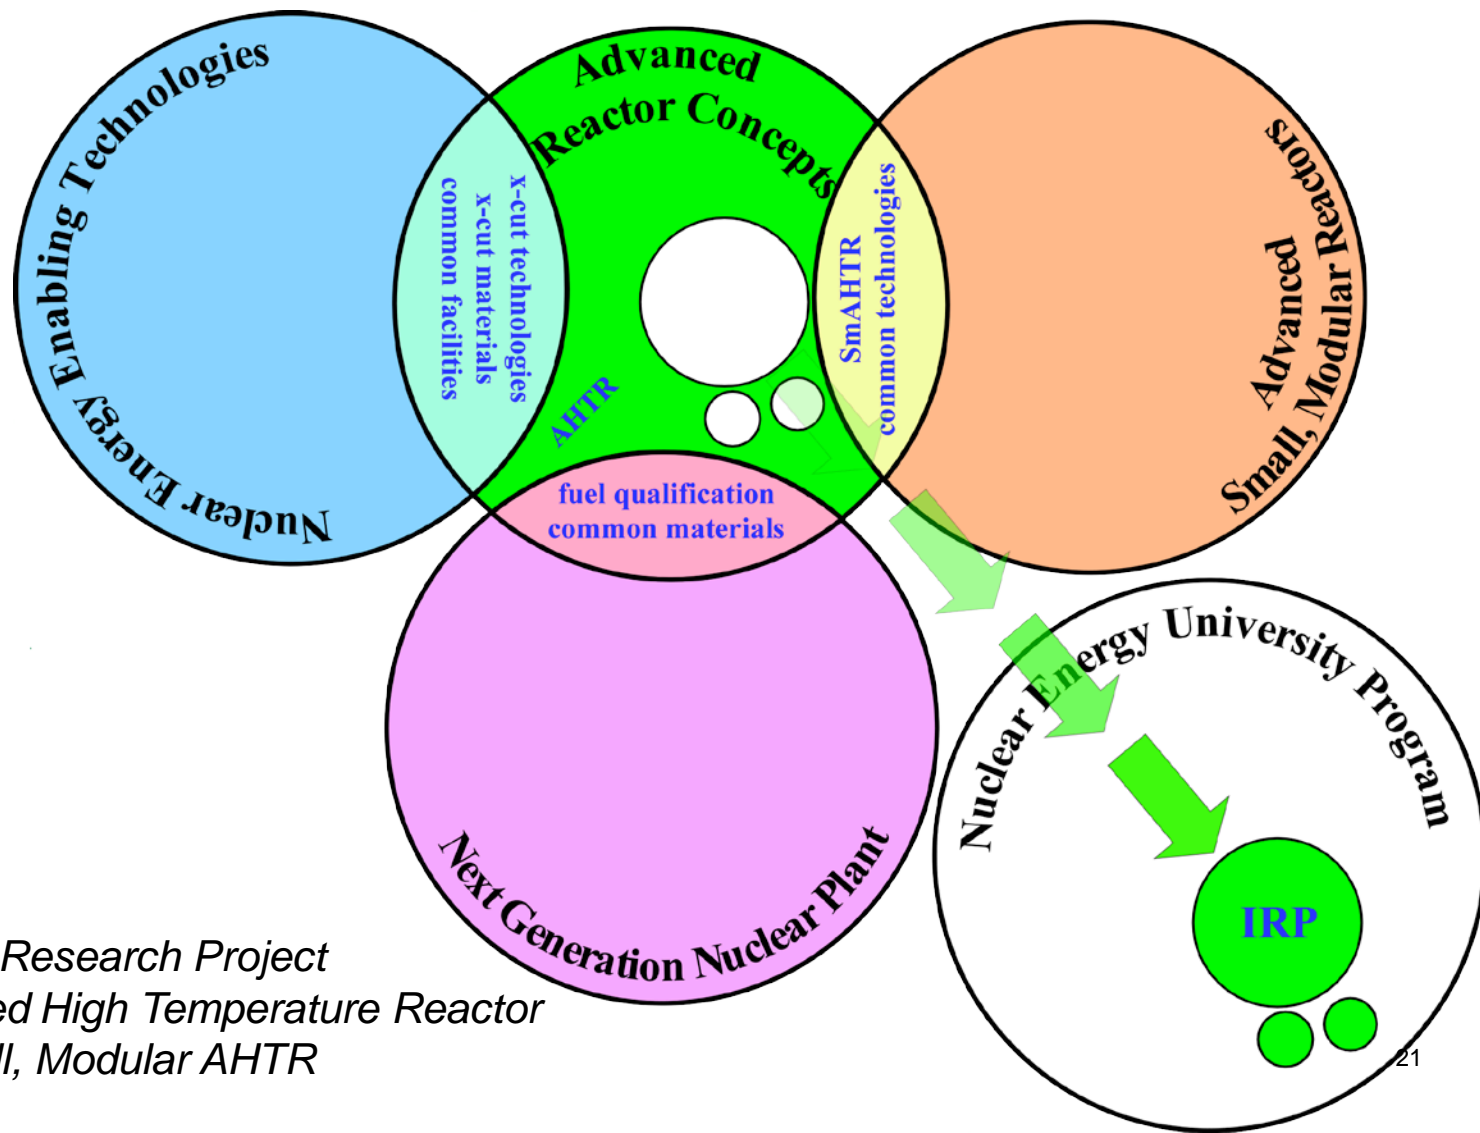 Nuclear Energy Enabling Technologies
Advanced
Reactor Concepts
Advanced
Small, Modular Reactors
x-cut technologies
x-cut materials
common facilities
AHTR
SmAHTR
common technologies
fuel qualification
common materials
Next Generation Nuclear Plant
Nuclear Energy University Program
IRP
Research Project
High Temperature Reactor
Modular AHTR
21